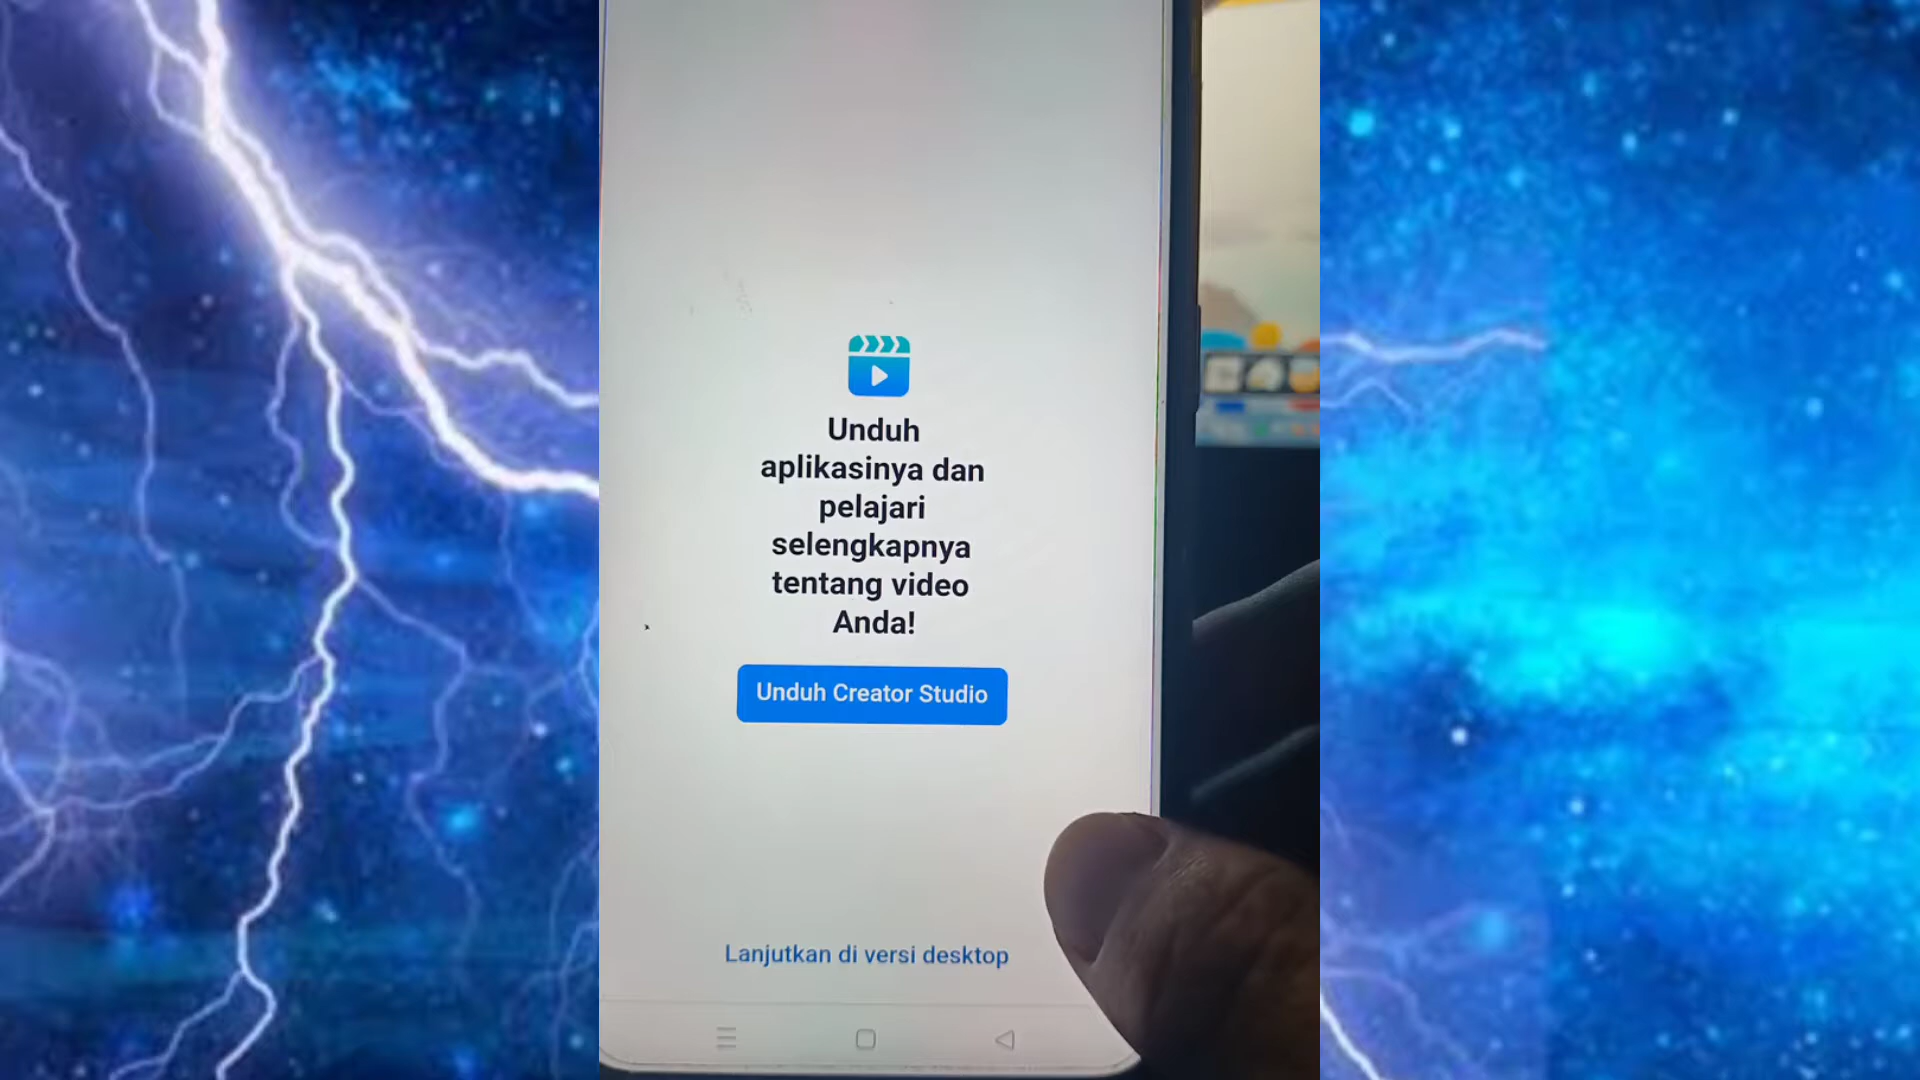 Unduh
aplikasinya dan
pelajari
selengkapnya
tentang video
Anda!
Unduh Creator Studio
Lanjutkan di versi desktop